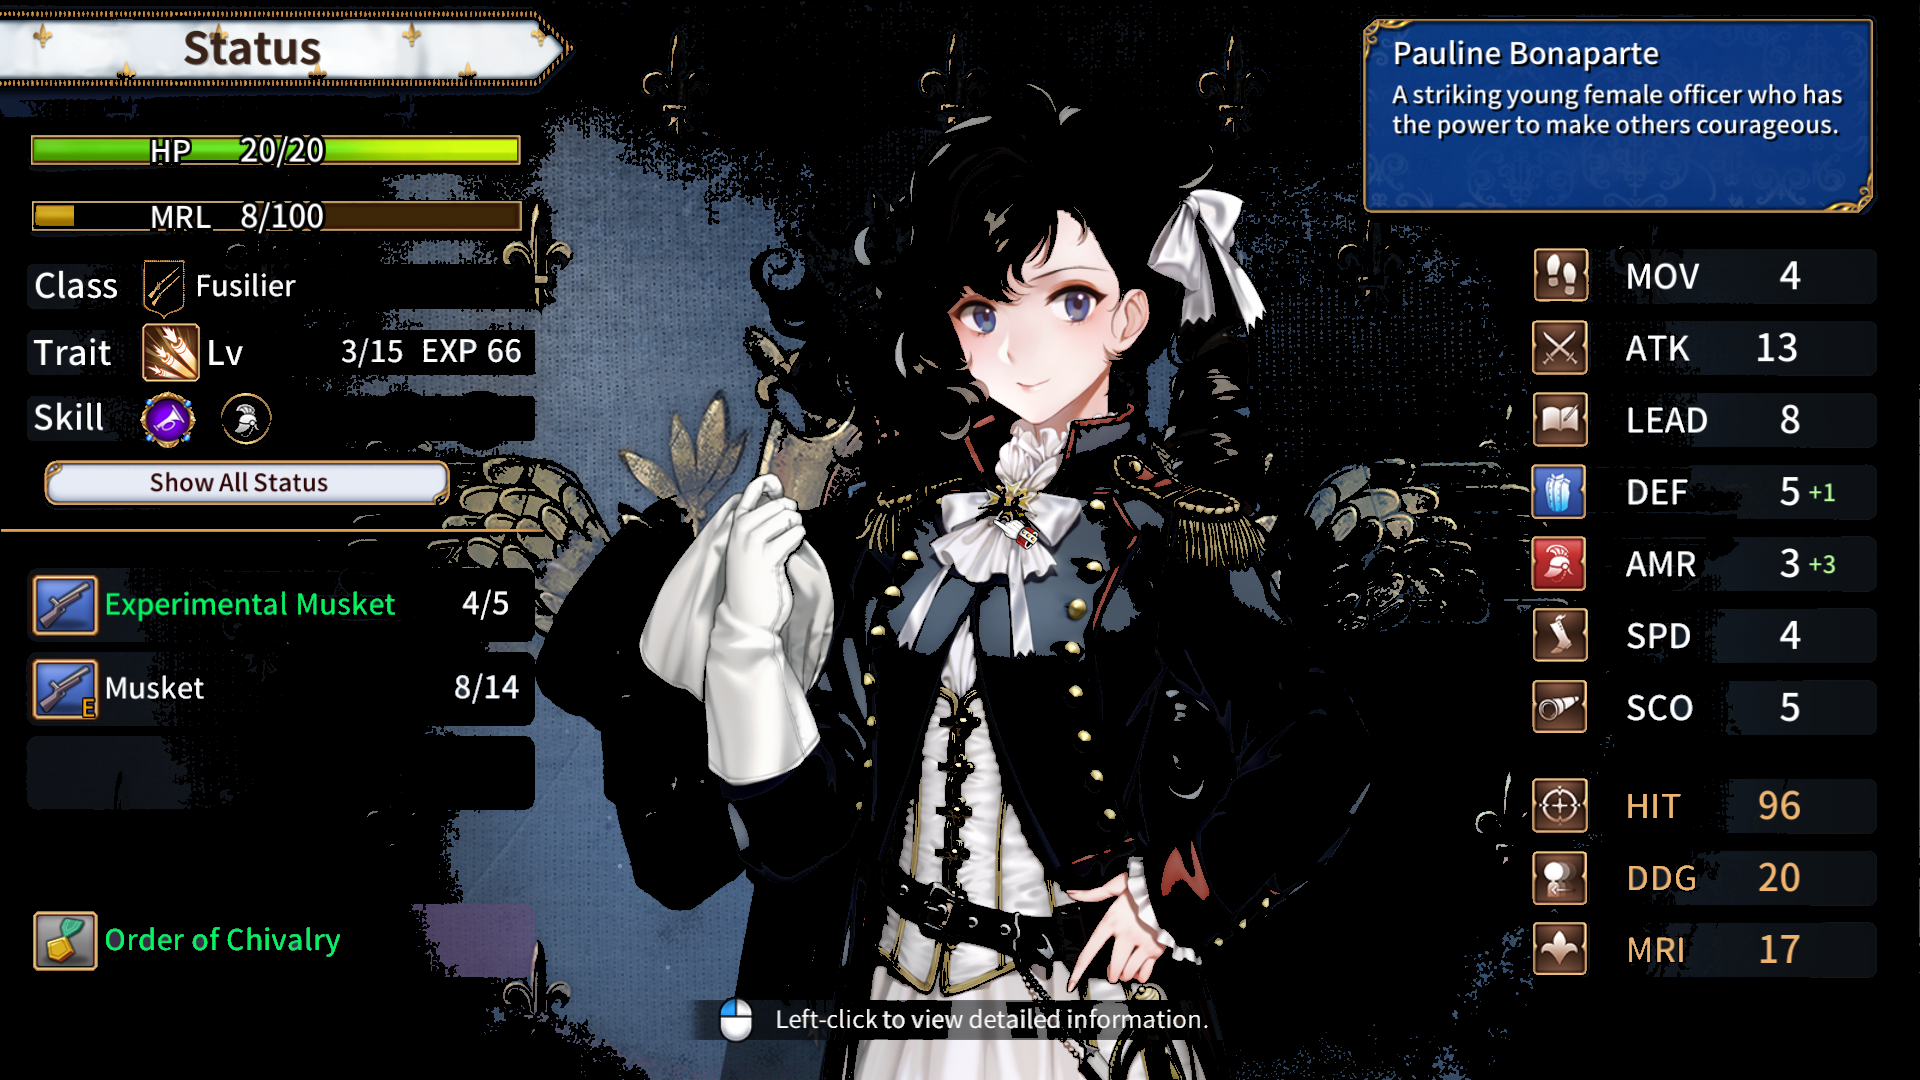 Status
HP 20/20
MRL 8/100
Class Fusilier
Trait Lv 3/15 EXP 66
Skill
Show All Status
Experimental Musket 4/5
E Musket 8/14
Order of Chivalry
Pauline Bonaparte
A striking young female officer who has
the power to make others courageous.
MOV 4
ATK 13
LEAD 8
DEF 5 +1
AMR 3 +3
SPD 4
SCO 5
HIT 96
DDG 20
MRI 17
Left-click to view detailed information.